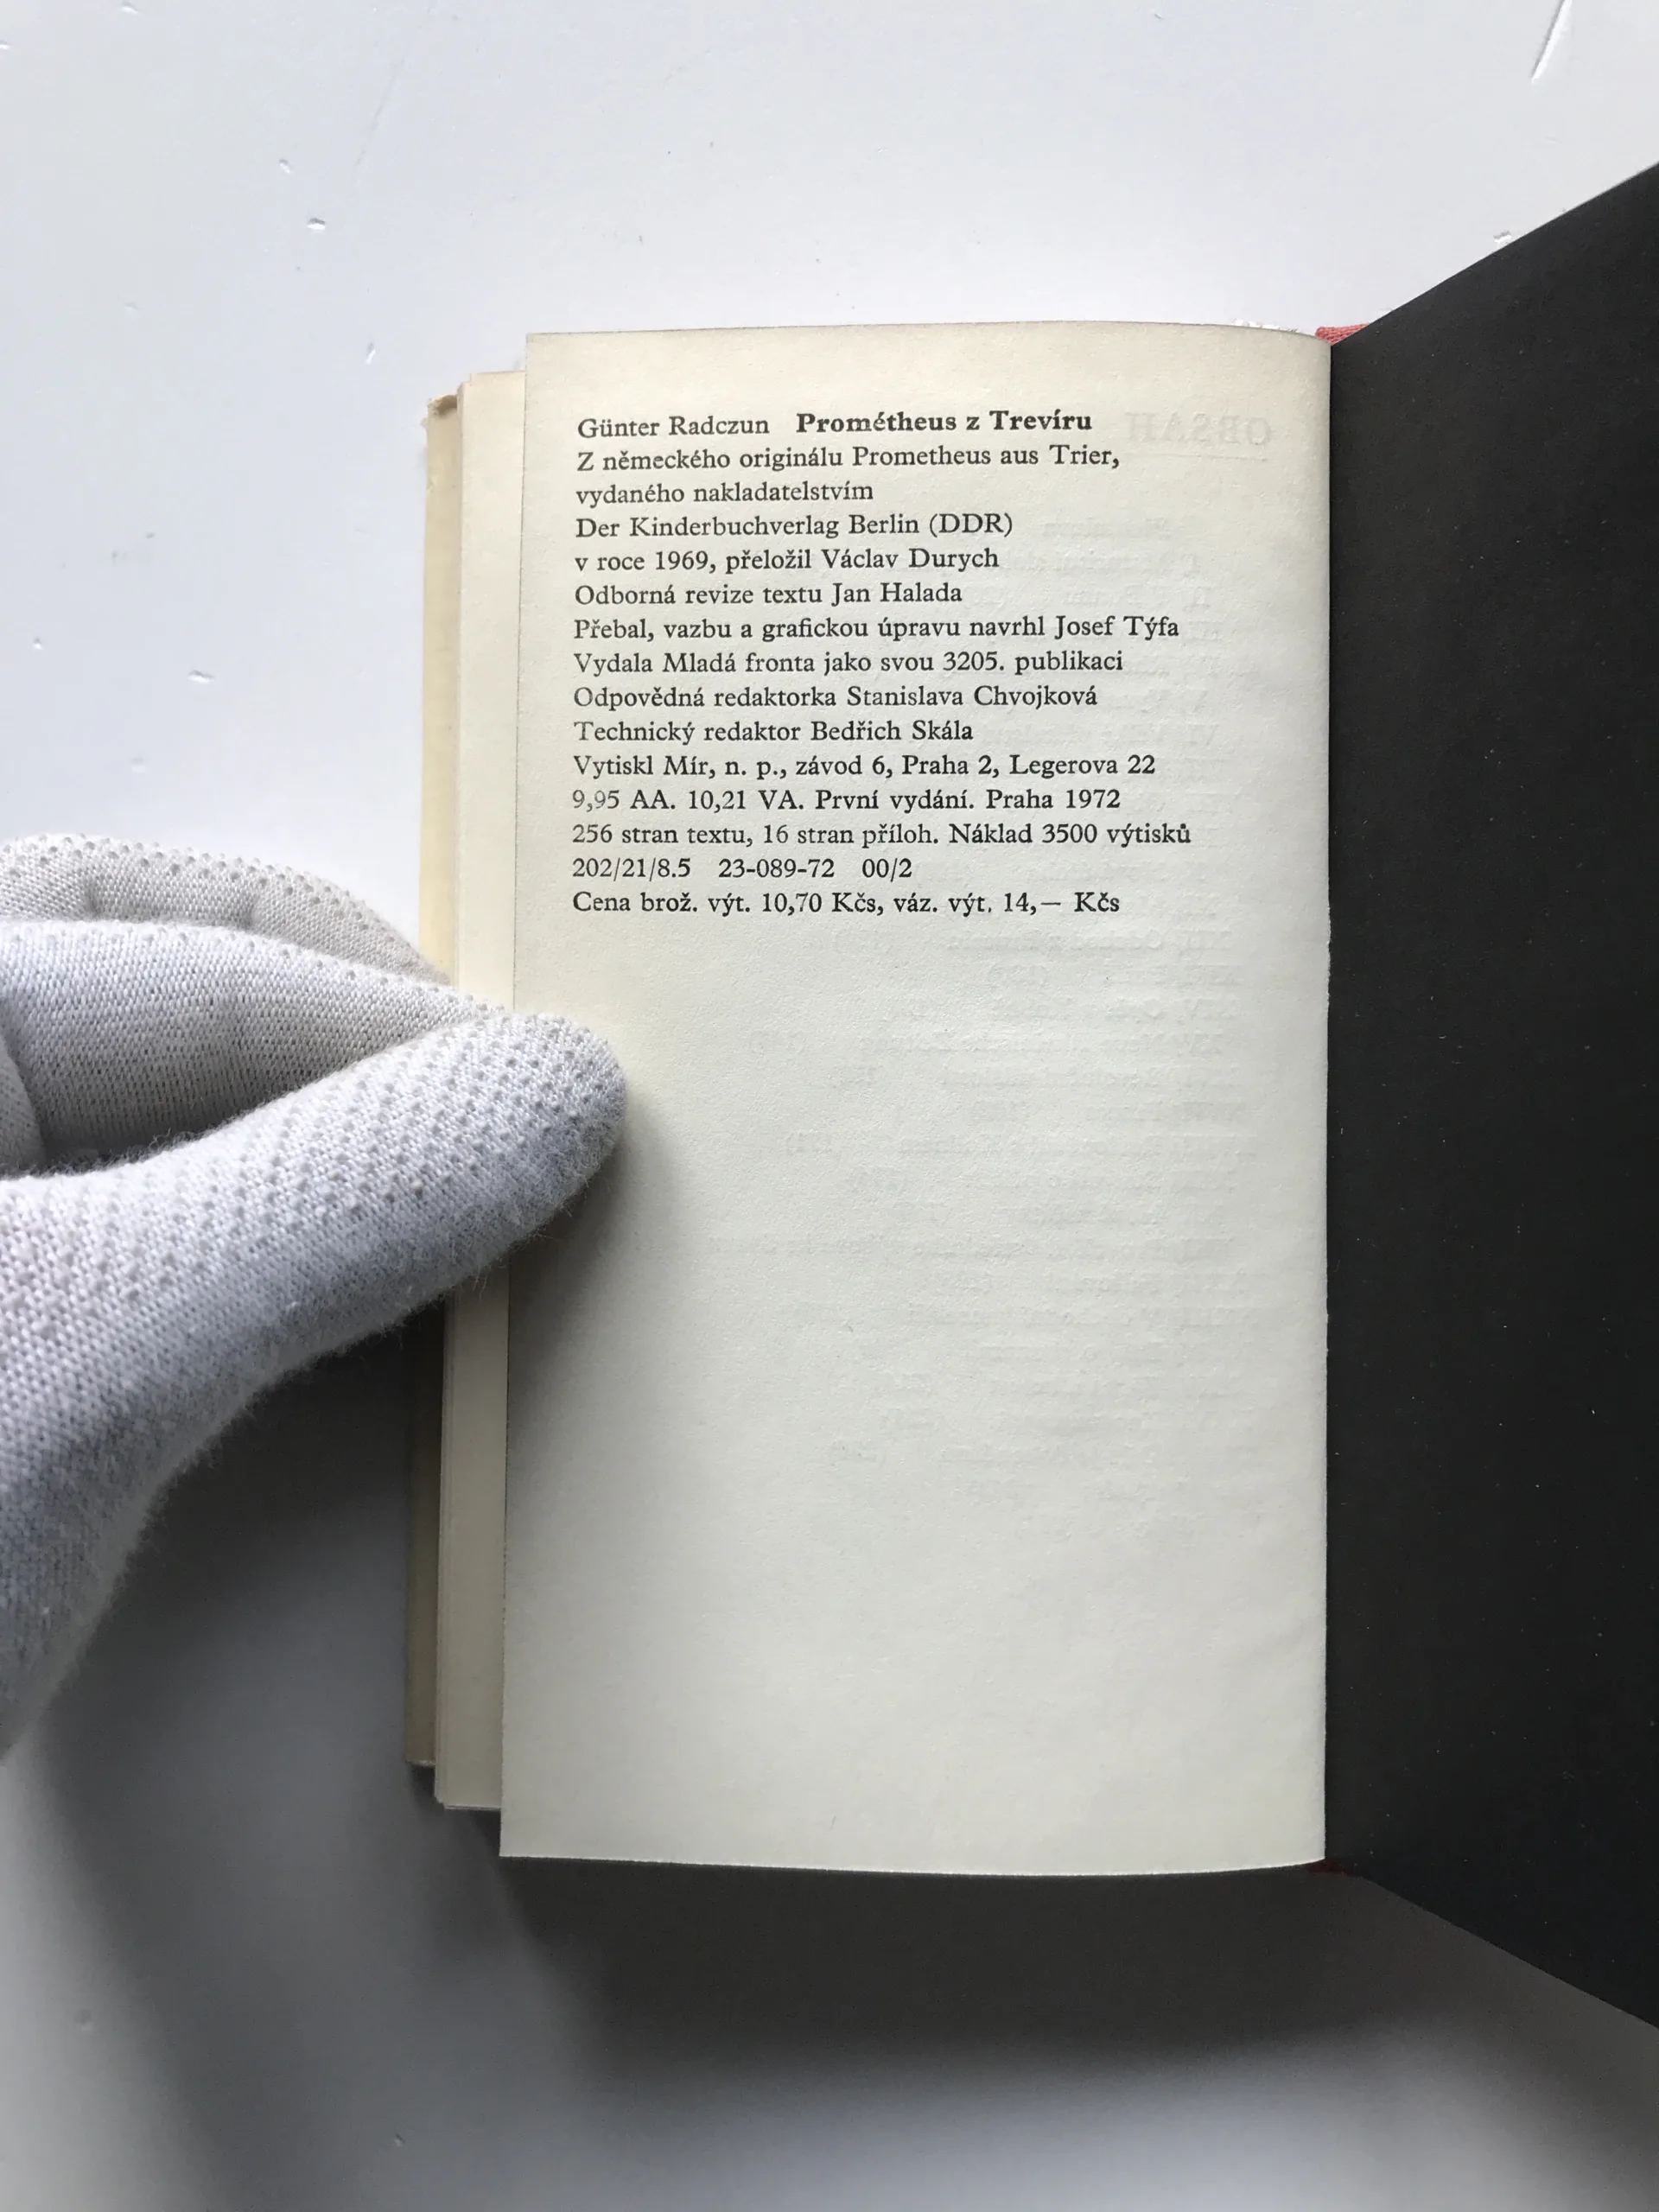 Günter Radczun Prométheus z Trevíru
Z německého originálu Prometheus aus Trier,
vydaného nakladatelstvím
Der Kinderbuchverlag Berlin (DDR)
v roce 1969, přeložil Václav Durych
Odborná revize textu Jan Halada
Přebal, vazbu a grafickou úpravu navrhl Josef Týfa
Vydala Mladá fronta jako svou 3205. publikaci
Odpovědná redaktorka Stanislava Chvojková
Technický redaktor Bedřich Skála
Vytiskl Mír, n. p., závod 6, Praha 2, Legerova 22
9,95 AA. 10,21 VA. První vydání. Praha 1972
256 stran textu, 16 stran příloh. Náklad 3500 výtisků
202/21/8.5 23-089-72 00/2
Cena brož. výt. 10,70 Kčs, váz. výt. 14,— Kčs
OBSAH